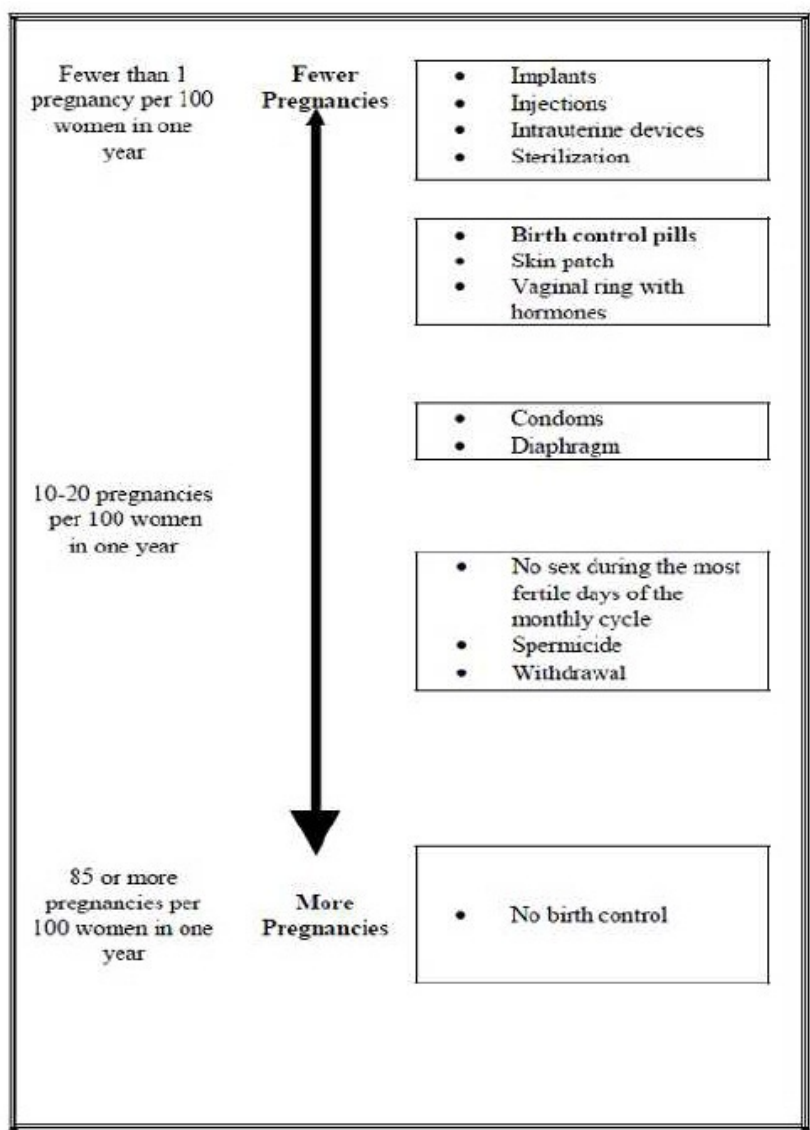 Fewer than 1
pregnancy per 100
women in one
year
Fewer
Pregnancies
• Implants
• Injections
• Intrauterine devices
• Sterilization
• Birth control pills
• Skin patch
• Vaginal ring with
hormones
• Condoms
• Diaphragm
10-20 pregnancies
per 100 women
in one year
• No sex during the most
fertile days of the
monthly cycle
• Spermicide
• Withdrawal
85 or more
pregnancies per
100 women in one
year
More
Pregnancies
• No birth control